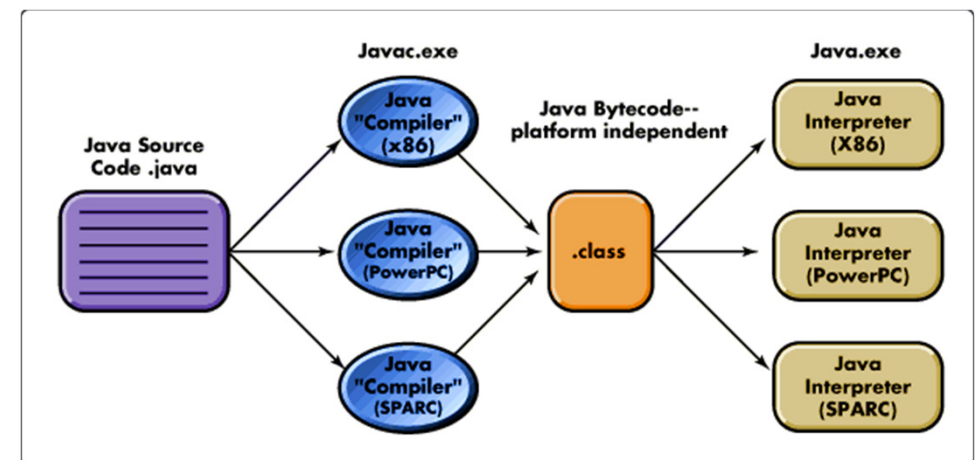 Javac.exe
Java.exe
Java Source
Code .java
Java
"Compiler"
(x86)
Java
"Compiler"
(PowerPC)
Java
"Compiler"
(SPARC)
Java Bytecode--
platform independent
.class
Java
Interpreter
(X86)
Java
Interpreter
(PowerPC)
Java
Interpreter
(SPARC)